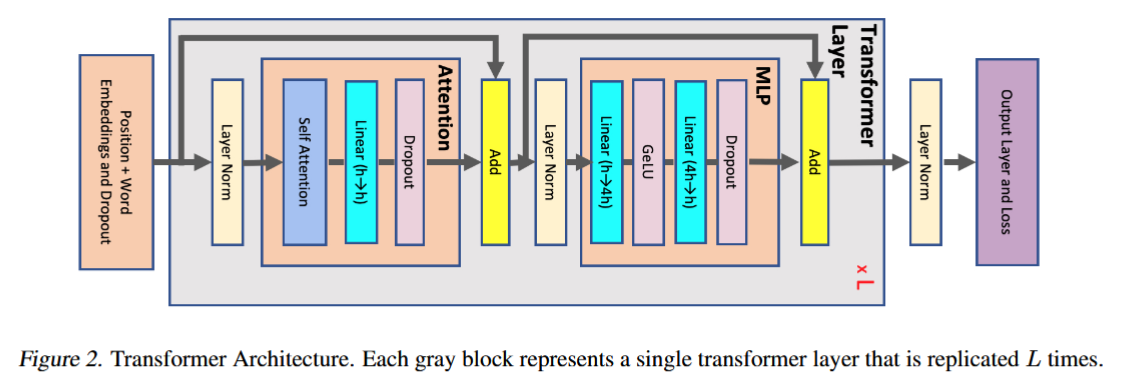 Position + Word
Embeddings and Dropout
Layer Norm
Attention
Self Attention
Linear (h→h)
Dropout
Add
Layer Norm
MLP
Linear (h→4h)
GeLU
Linear (4h→h)
Dropout
Add
Transformer
Layer
x L
Layer Norm
Output Layer and Loss
Figure 2. Transformer Architecture. Each gray block represents a single transformer layer that is replicated L times.